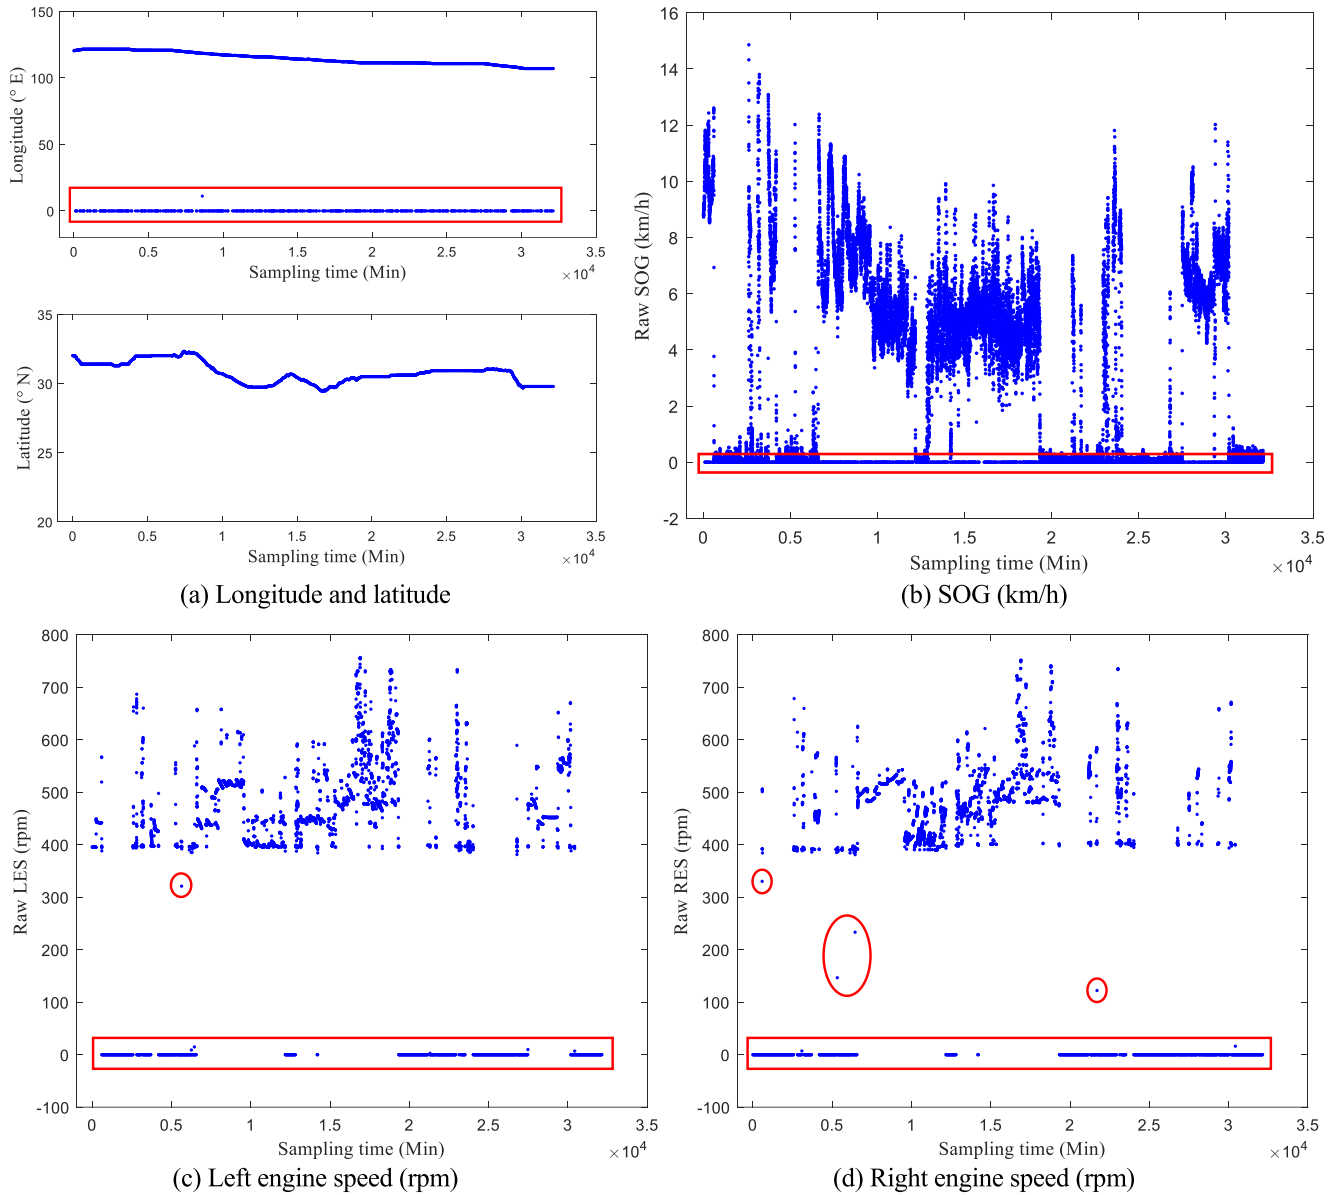 150
100
50
0
Longitude (° E)
0 0.5 1 1.5 2 2.5 3 3.5
Sampling time (Min)
×10⁴
35
30
25
20
Latitude (° N)
0 0.5 1 1.5 2 2.5 3 3.5
Sampling time (Min)
×10⁴
(a) Longitude and latitude
16
14
12
10
8
6
4
2
0
-2
Raw SOG (km/h)
0 0.5 1 1.5 2 2.5 3 3.5
Sampling time (Min)
×10⁴
(b) SOG (km/h)
800
700
600
500
400
300
200
100
0
-100
Raw LES (rpm)
0 0.5 1 1.5 2 2.5 3 3.5
Sampling time (Min)
×10⁴
(c) Left engine speed (rpm)
800
700
600
500
400
300
200
100
0
-100
Raw RES (rpm)
0 0.5 1 1.5 2 2.5 3 3.5
Sampling time (Min)
×10⁴
(d) Right engine speed (rpm)